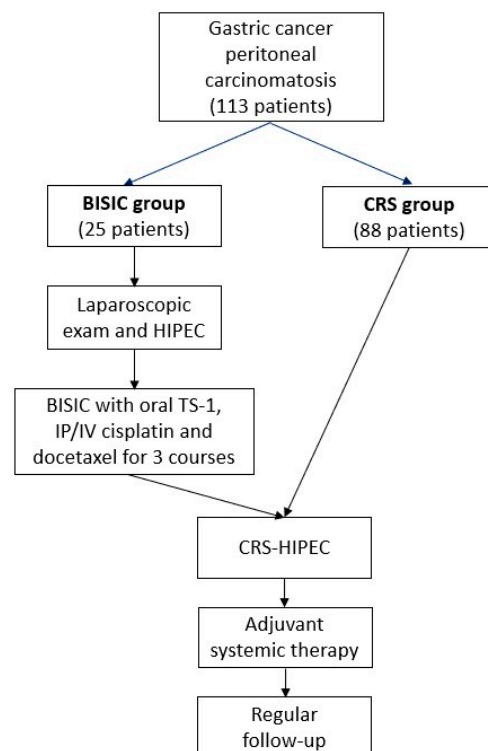 Gastric cancer
peritoneal
carcinomatosis
(113 patients)
BISIC group
(25 patients)
CRS group
(88 patients)
Laparoscopic
exam and HIPEC
BISIC with oral TS-1,
IP/IV cisplatin and
docetaxel for 3 courses
CRS-HIPEC
Adjuvant
systemic therapy
Regular
follow-up